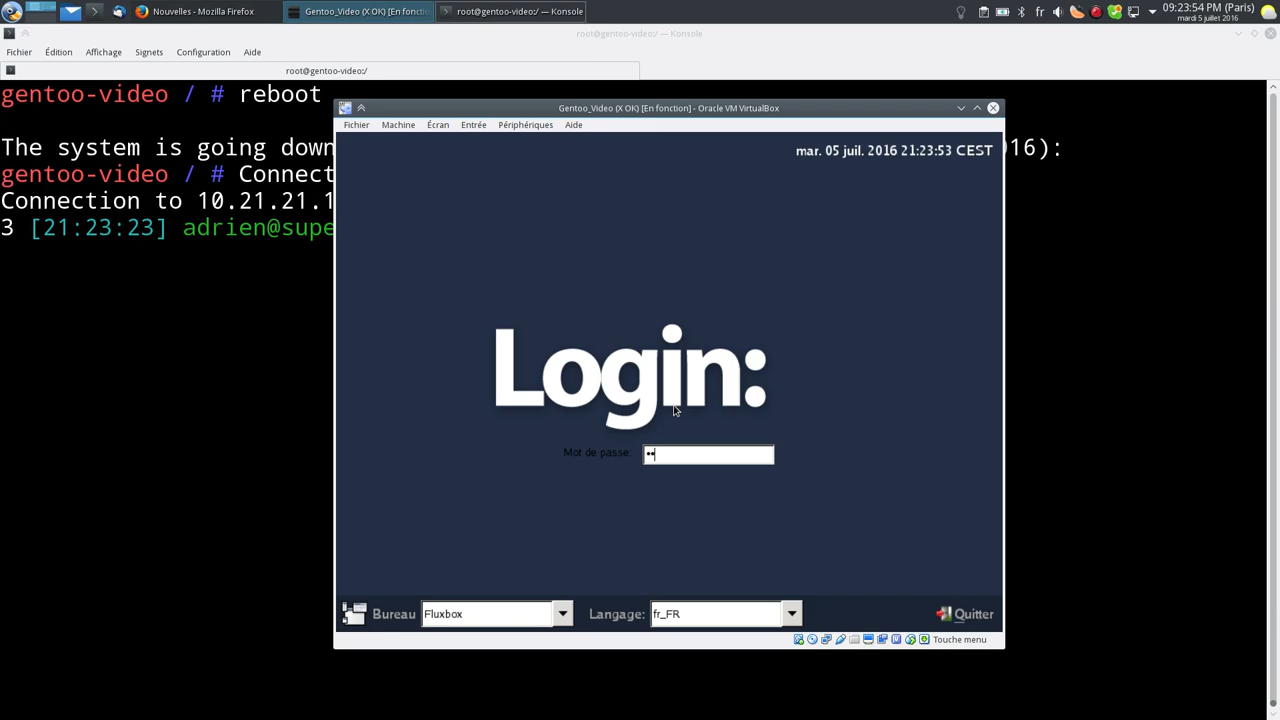 Nouvelles - Mozilla Firefox
Gentoo_Video (X OK) [En foncti
root@gentoo-video:/ — Konsole
fr
09:23:54 PM (Paris)
mardi 5 juillet 2016
root@gentoo-video:/ — Konsole
Fichier Édition Affichage Signets Configuration Aide
root@gentoo-video:/
gentoo-video / # reboot
The system is going down
16):
gentoo-video / # Connect
Connection to 10.21.21.1
3 [21:23:23] adrien@supe
Gentoo_Video (X OK) [En fonction] - Oracle VM VirtualBox
Fichier Machine Écran Entrée Périphériques Aide
mar. 05 juil. 2016 21:23:53 CEST
Login:
Mot de passe: ••
Bureau Fluxbox Langage: fr_FR Quitter
Touche menu